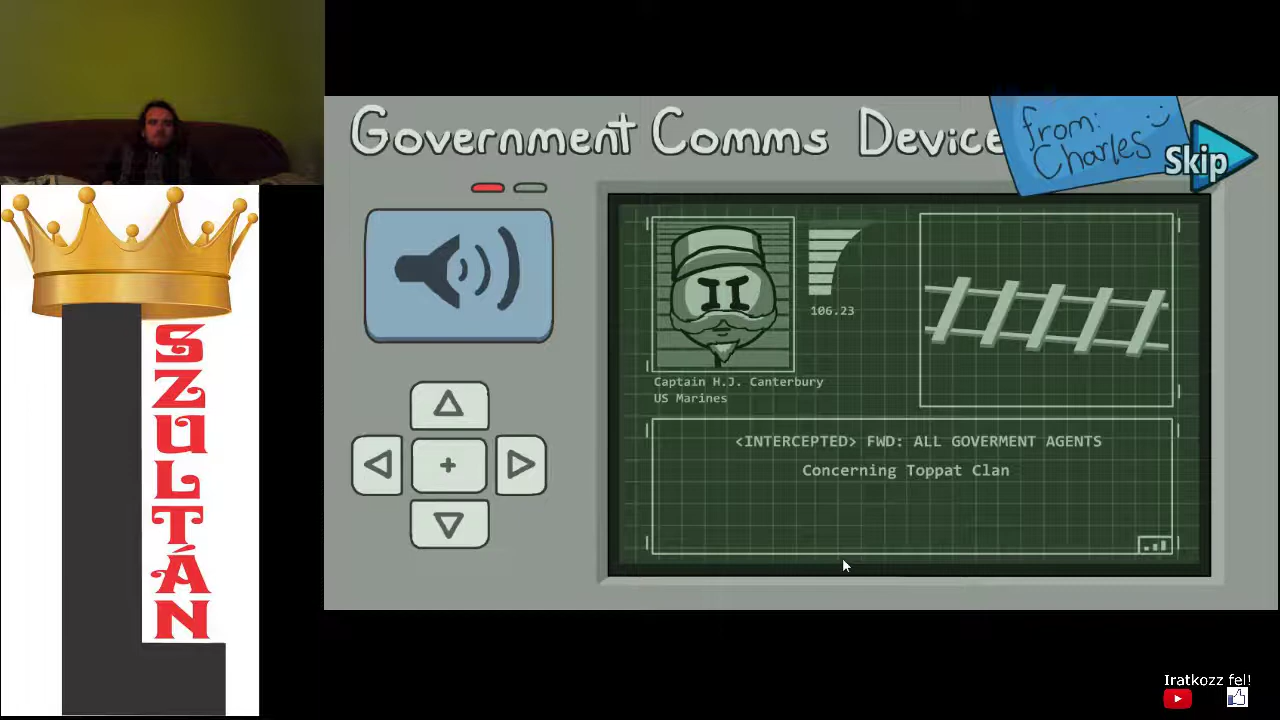 Government Comms Device
from:
Charles
Skip
106.23
Captain H.J. Canterbury
US Marines
<INTERCEPTED> FWD: ALL GOVERMENT AGENTS
Concerning Toppat Clan
L
SZULTÁN
Iratkozz fel!